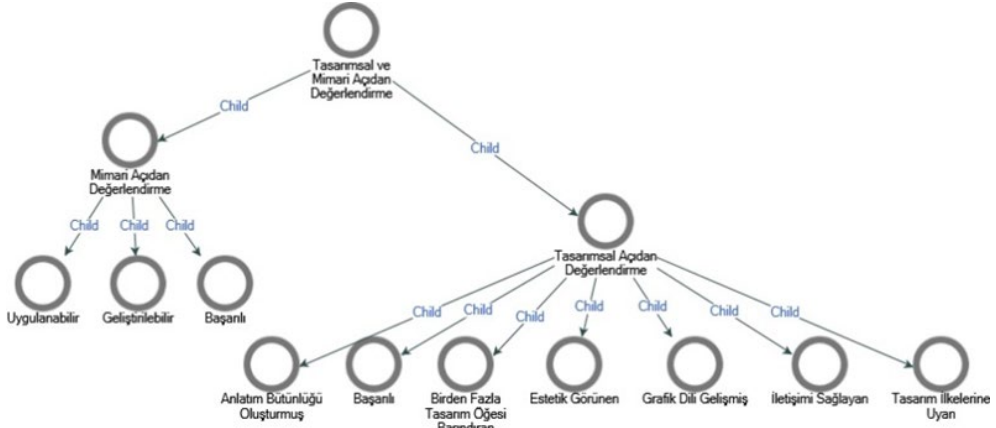 Tasarımsal ve
Mimari Açıdan
Değerlendirme
Child
Child
Mimari Açıdan
Değerlendirme
Child
Child
Child
Uygulanabilir
Geliştirilebilir
Başarılı
Tasarımsal Açıdan
Değerlendirme
Child
Child
Child
Child
Child
Child
Child
Anlatım Bütünlüğü
Oluşturmuş
Başarılı
Birden Fazla
Tasarım Öğesi
Barındıran
Estetik Görünen
Grafik Dili Gelişmiş
İletişimi Sağlayan
Tasarım İlkelerine
Uyan